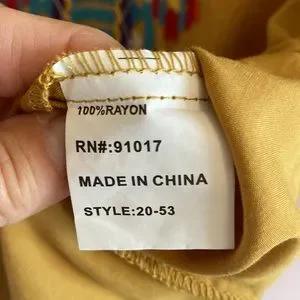 100%RAYON
RN#:91017
MADE IN CHINA
STYLE:20-53